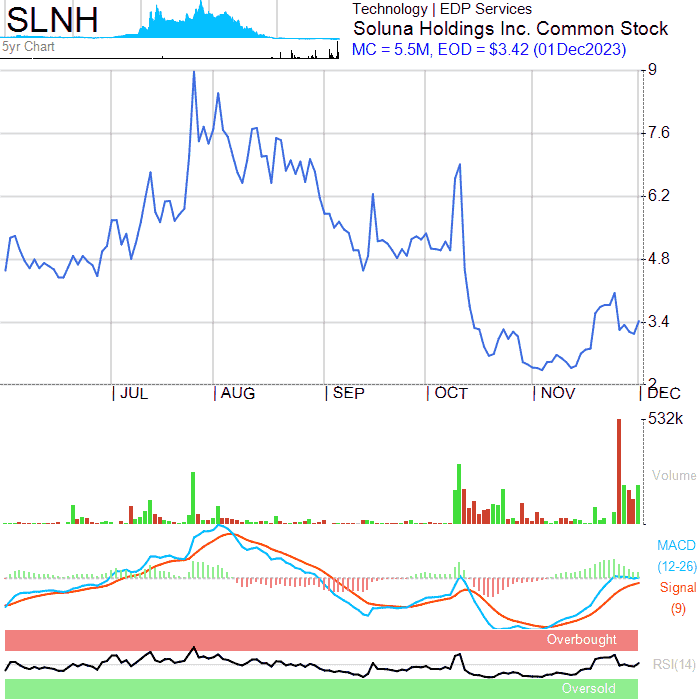 SLNH
5yr Chart
Technology | EDP Services
Soluna Holdings Inc. Common Stock
MC = 5.5M, EOD = $3.42 (01Dec2023)
9
7.6
6.2
4.8
3.4
2
JUL AUG SEP OCT NOV DEC
532k
Volume
MACD
(12-26)
Signal
(9)
Overbought
RSI(14)
Oversold